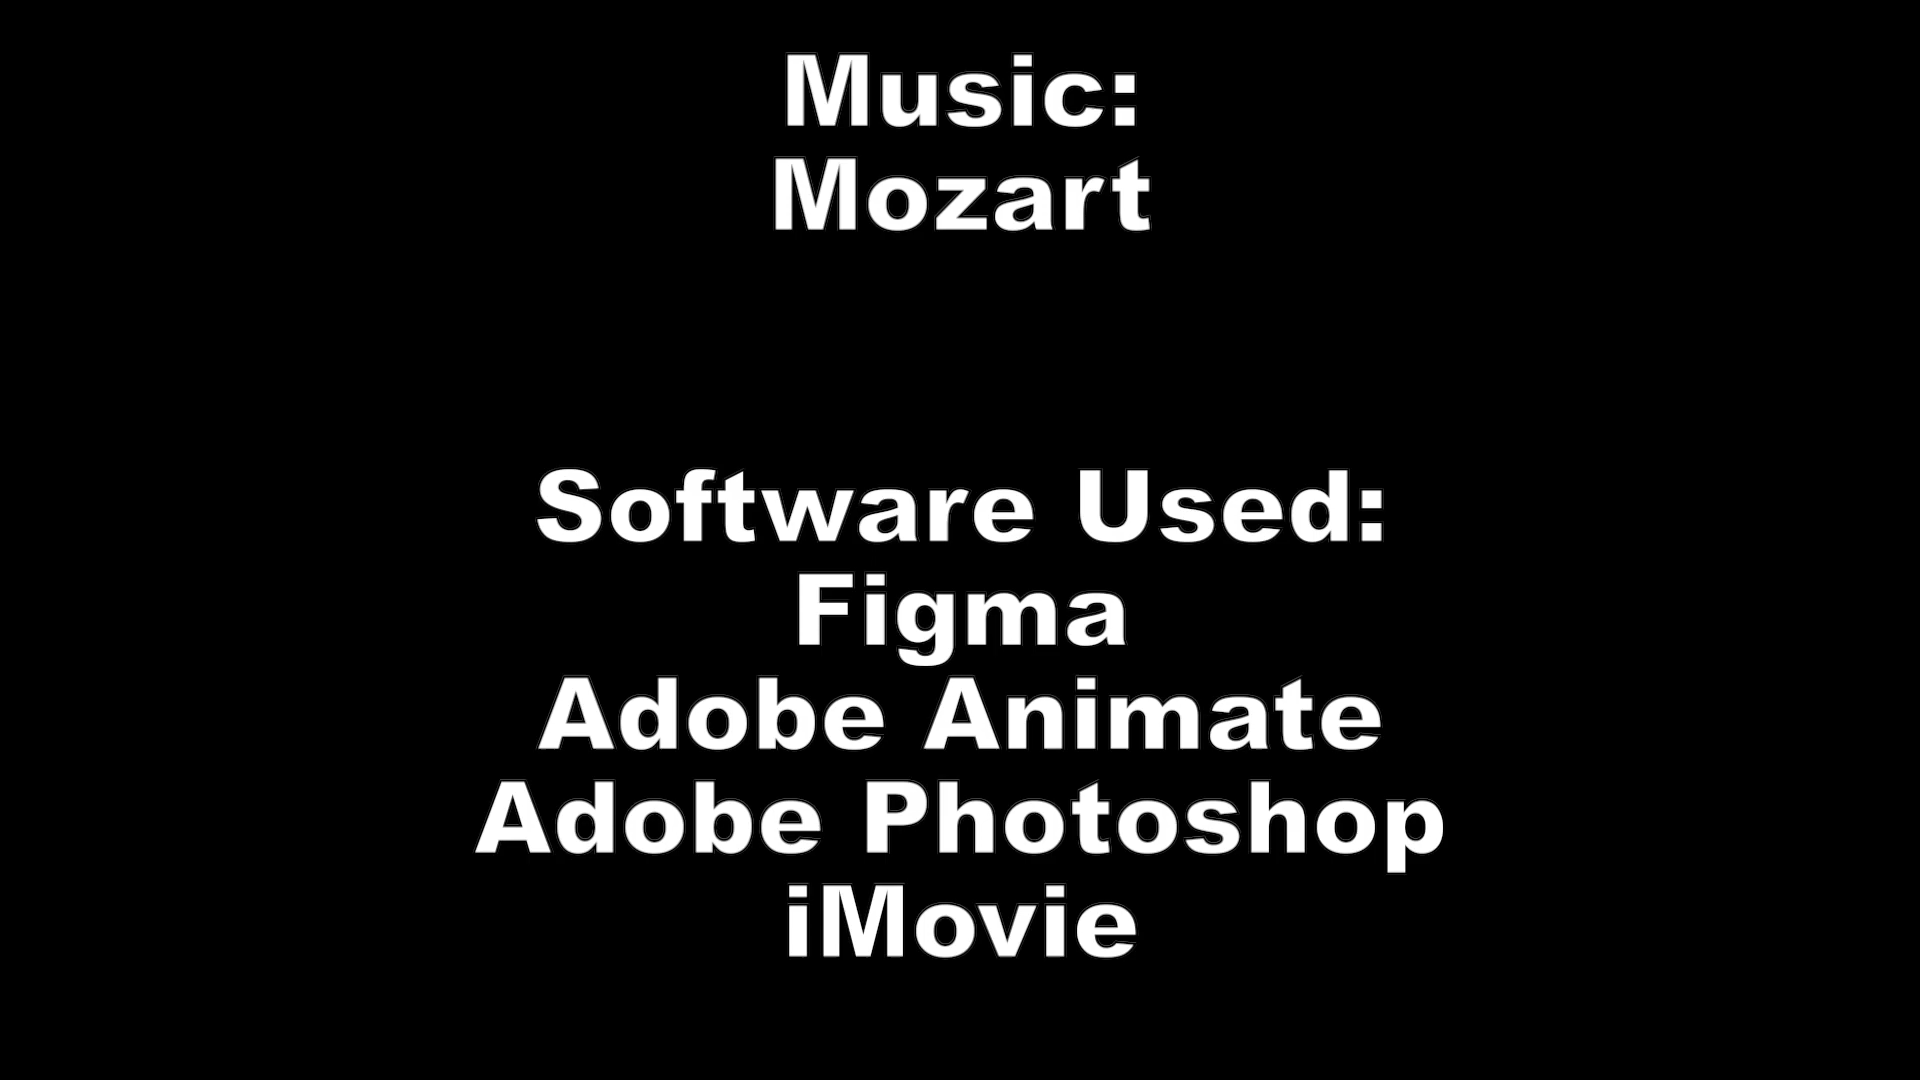 Music:
Mozart
Software Used:
Figma
Adobe Animate
Adobe Photoshop
iMovie